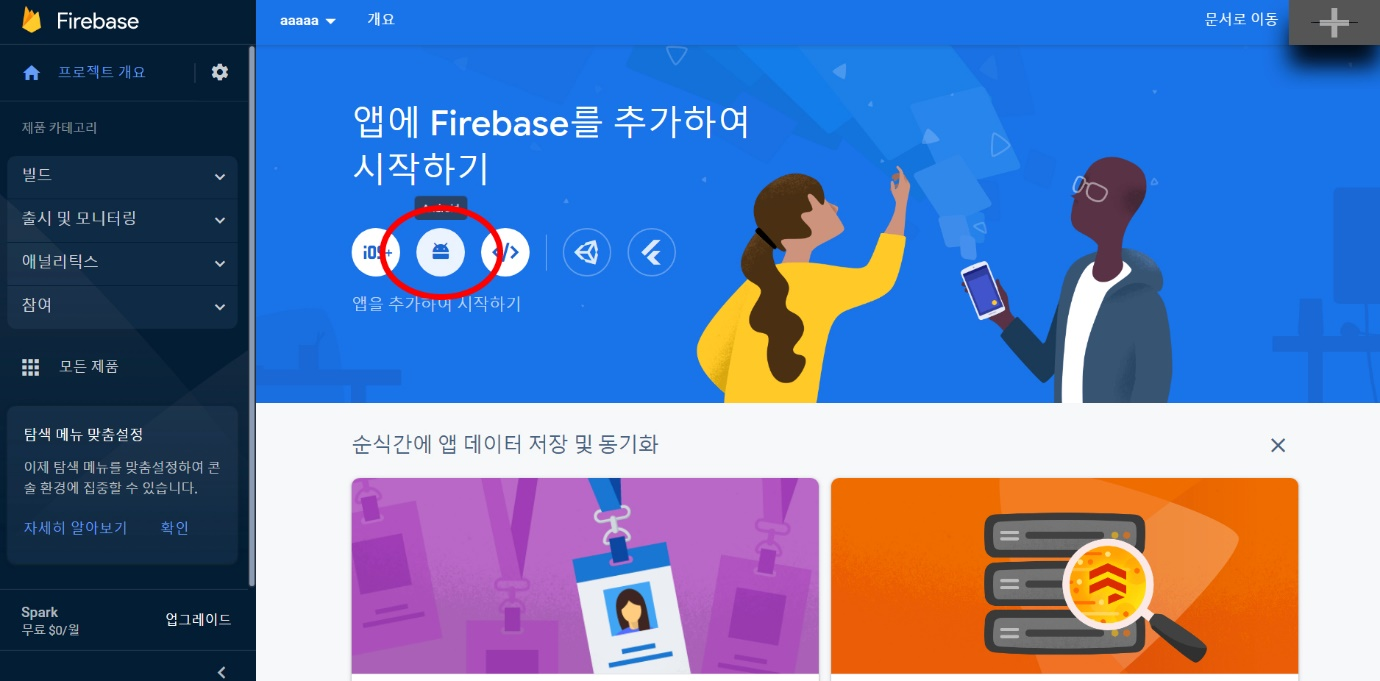 Firebase
aaaaa
개요
문서로 이동
프로젝트 개요
제품 카테고리
빌드
출시 및 모니터링
애널리틱스
참여
모든 제품
탐색 메뉴 맞춤설정
이제 탐색 메뉴를 맞춤설정하여 콘
솔 환경에 집중할 수 있습니다.
자세히 알아보기
확인
Spark
무료 $0/월
업그레이드
앱에 Firebase를 추가하여
시작하기
iOS+
</>
앱을 추가하여 시작하기
순식간에 앱 데이터 저장 및 동기화